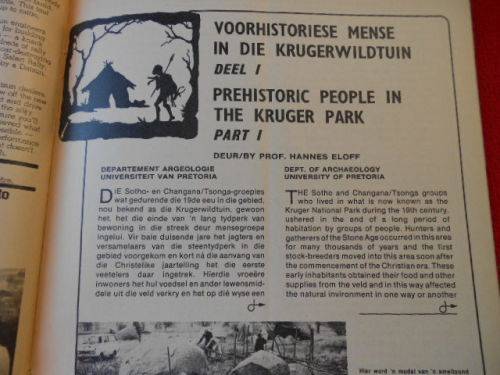 VOORHISTORIESE MENSE
IN DIE KRUGERWILDTUIN
DEEL I
PREHISTORIC PEOPLE IN
THE KRUGER PARK
PART I
DEUR/BY PROF. HANNES ELOFF
DEPARTEMENT ARGEOLOGIE
UNIVERSITEIT VAN PRETORIA
DIE Sotho- en Changana/Tsonga-groepies
wat gedurende die 19de eeu in die gebied,
nou bekend as die Krugerwildtuin, gewoon
het, het die einde van 'n lang tydperk van
bewoning in die streek deur mensegroepe
ingelui. Vir baie duisende jare het jagters en
versamelaars van die steentydperk in die
gebied voorgekom en kort ná die aanvang van
die Christelike jaartelling het die eerste
veetelers daar ingetrek. Hierdie vroeëre
inwoners het hul voedsel en ander lewensmid-
dele uit die veld verkry en het op dié wyse een
DEPT. OF ARCHAEOLOGY
UNIVERSITY OF PRETORIA
THE Sotho and Changana/Tsonga groups
who lived in what is now known as the
Kruger National Park during the 19th century,
ushered in the end of a long period of
habitation by groups of people. Hunters and
gatherers of the Stone Age occurred in this area
for many thousands of years and the first
stock-breeders moved into this area soon after
the commencement of the Christian era. These
early inhabitants obtained their food and other
supplies from the veld and in this way affected
the natural invironment in one way or another
Hier word 'n model van 'n smeltoond